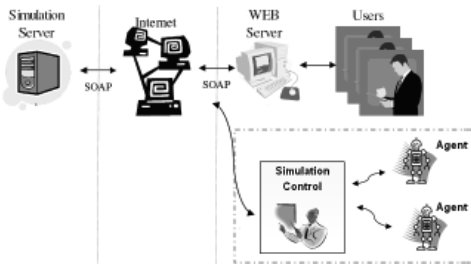 Simulation
Server
Internet
WEB
Server
Users
SOAP
SOAP
Agent
Simulation
Control
Agent